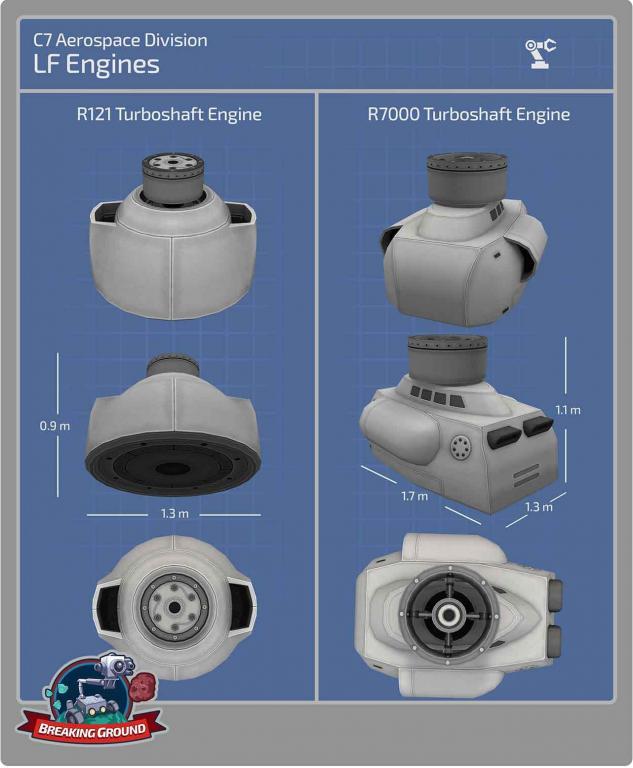 C7 Aerospace Division
LF Engines
R121 Turboshaft Engine
R7000 Turboshaft Engine
0.9 m
1.3 m
1.1 m
1.7 m
1.3 m
BREAKING GROUND